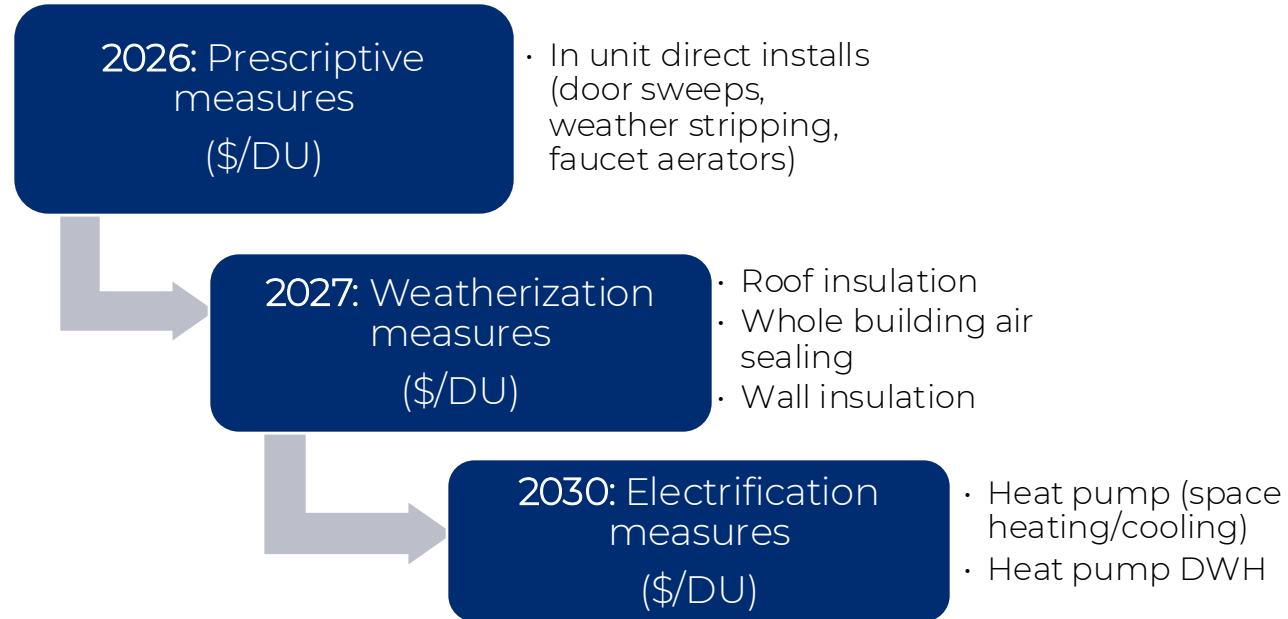 2026: Prescriptive
measures
($/DU)
• In unit direct installs
(door sweeps,
weather stripping,
faucet aerators)
2027: Weatherization
measures
($/DU)
• Roof insulation
• Whole building air
sealing
• Wall insulation
2030: Electrification
measures
($/DU)
• Heat pump (space
heating/cooling)
• Heat pump DWH